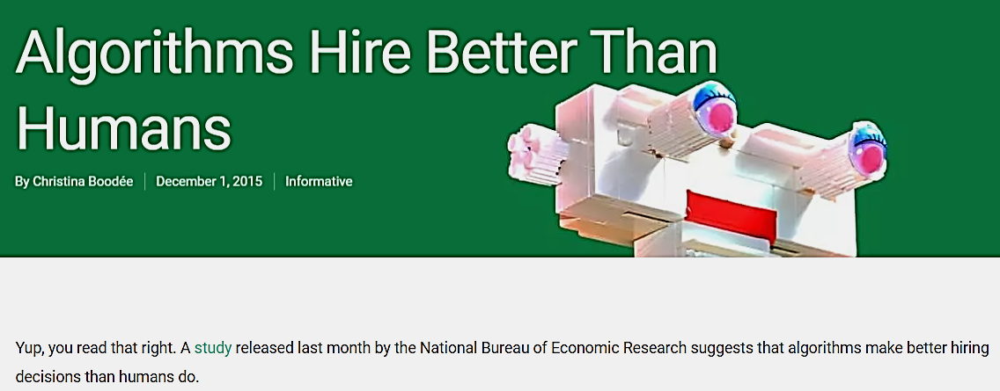 Algorithms Hire Better Than
Humans
By Christina Boodée | December 1, 2015 | Informative
Yup, you read that right. A study released last month by the National Bureau of Economic Research suggests that algorithms make better hiring
decisions than humans do.